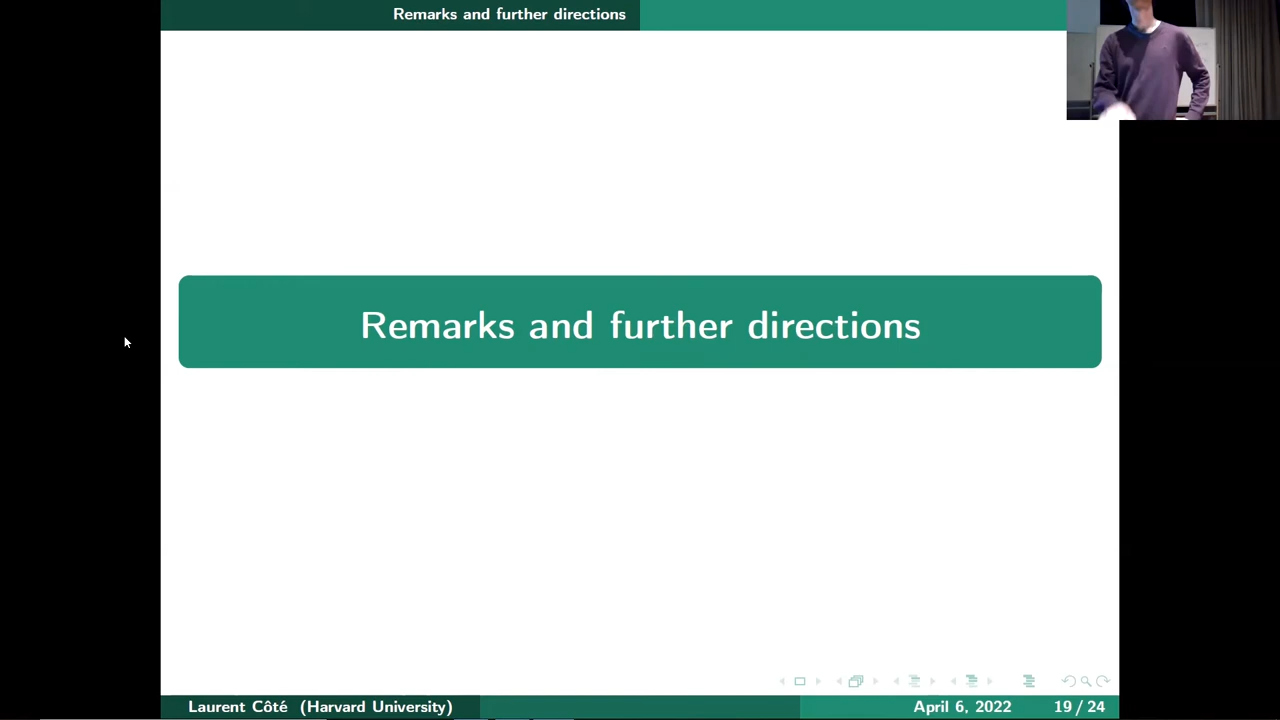 Remarks and further directions
Remarks and further directions
Laurent Côté (Harvard University)
April 6, 2022
19 / 24